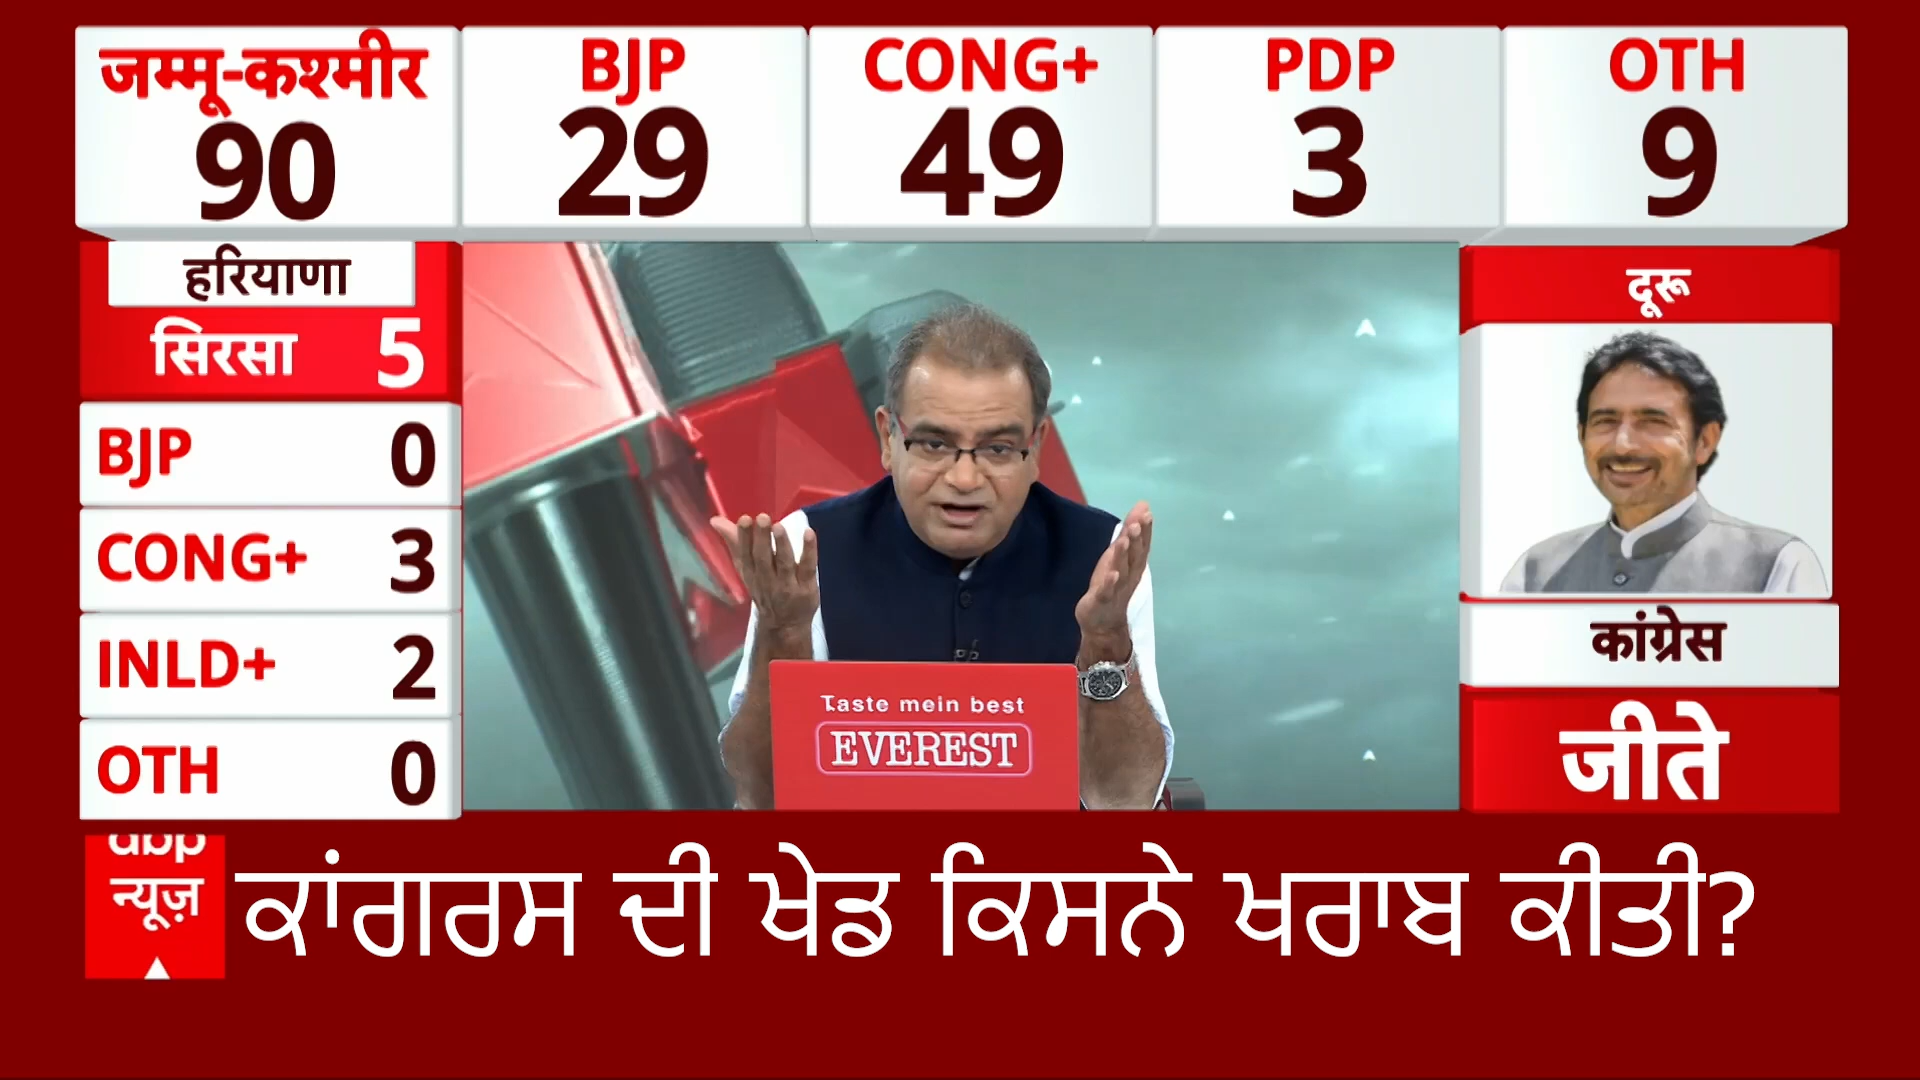 जम्मू-कश्मीर
90
BJP
29
CONG+
49
PDP
3
OTH
9
हरियाणा
सिरसा 5
BJP 0
CONG+ 3
INLD+ 2
OTH 0
Taste mein best
EVEREST
दूरू
कांग्रेस
जीते
abp
न्यूज़
ਕਾਂਗਰਸ ਦੀ ਖੇਡ ਕਿਸਨੇ ਖਰਾਬ ਕੀਤੀ?